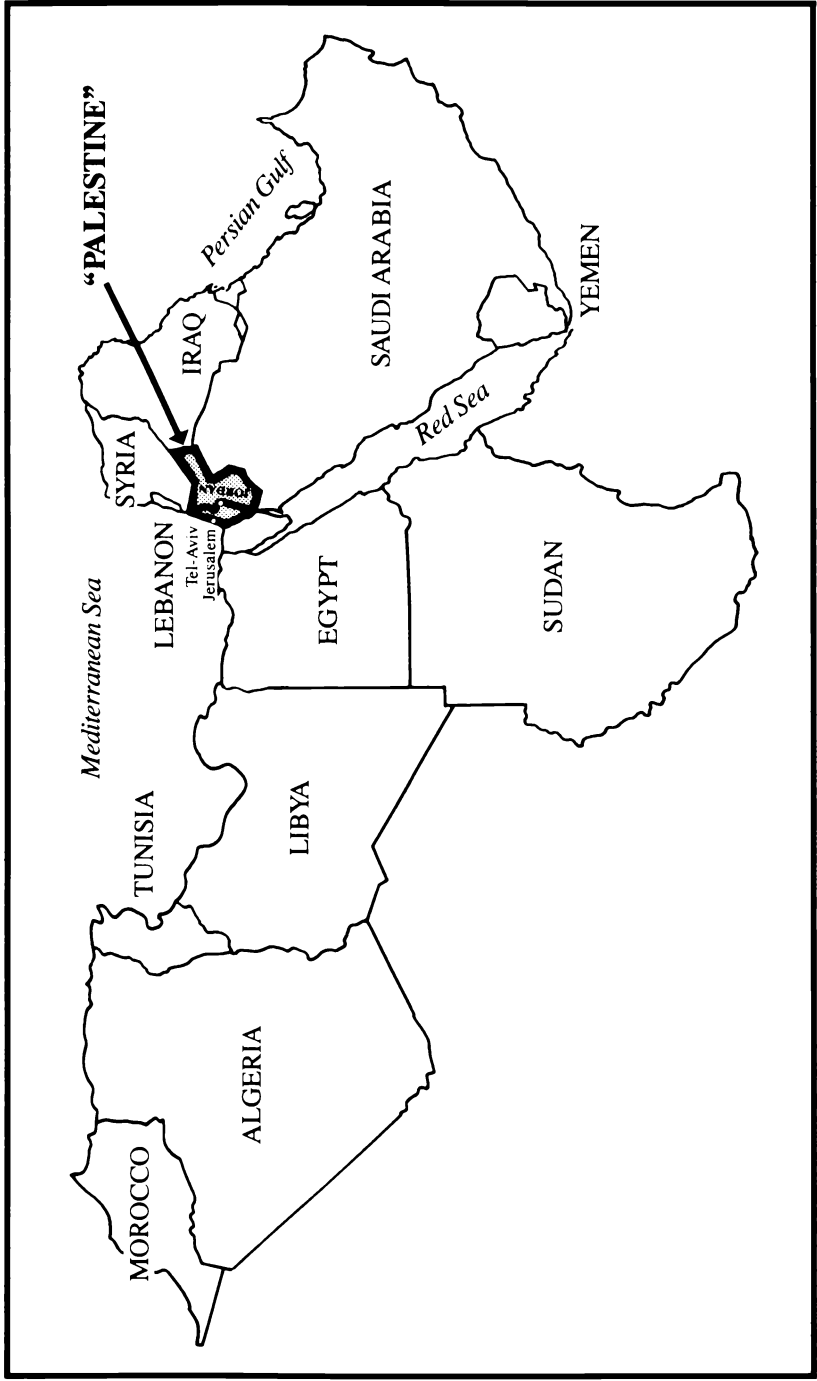 “PALESTINE”
Persian Gulf
IRAQ
SYRIA
SAUDI ARABIA
YEMEN
Red Sea
JORDAN
LEBANON
Tel-Aviv
Jerusalem
Mediterranean Sea
EGYPT
SUDAN
TUNISIA
LIBYA
ALGERIA
MOROCCO